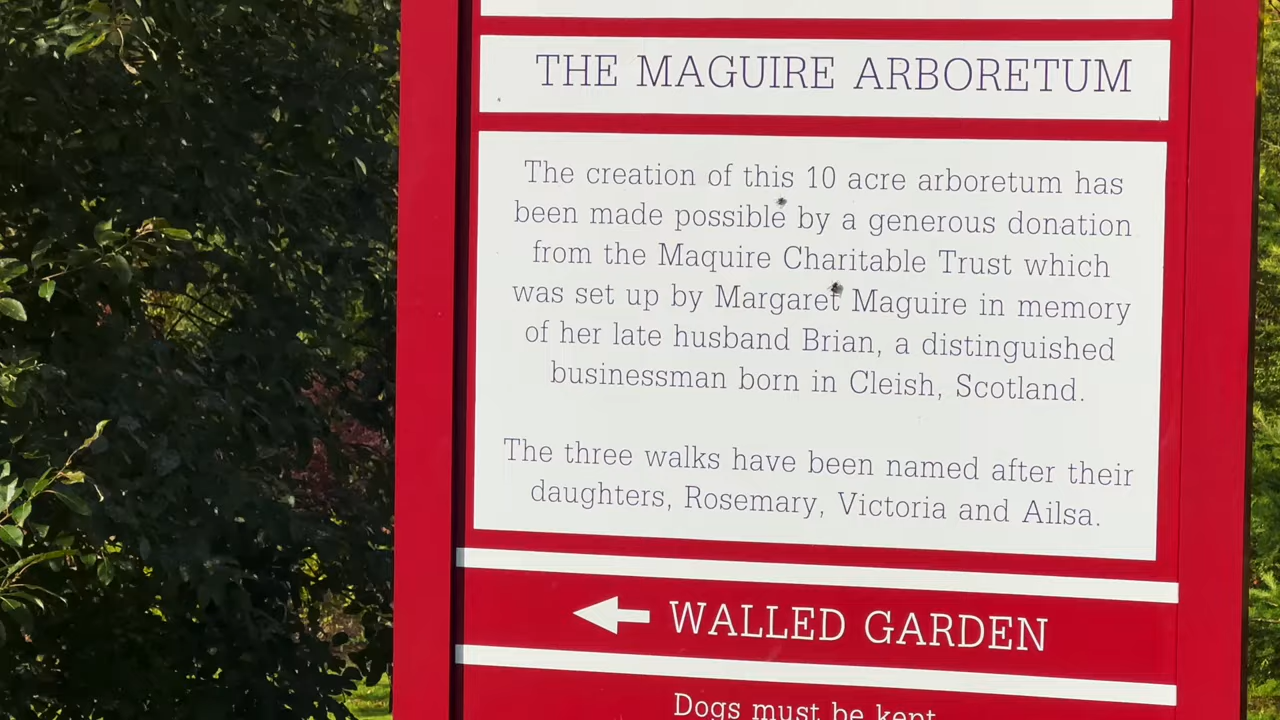 THE MAGUIRE ARBORETUM
The creation of this 10 acre arboretum has
been made possible by a generous donation
from the Maquire Charitable Trust which
was set up by Margaret Maguire in memory
of her late husband Brian, a distinguished
businessman born in Cleish, Scotland.
The three walks have been named after their
daughters, Rosemary, Victoria and Ailsa.
WALLED GARDEN
Dogs must be kept